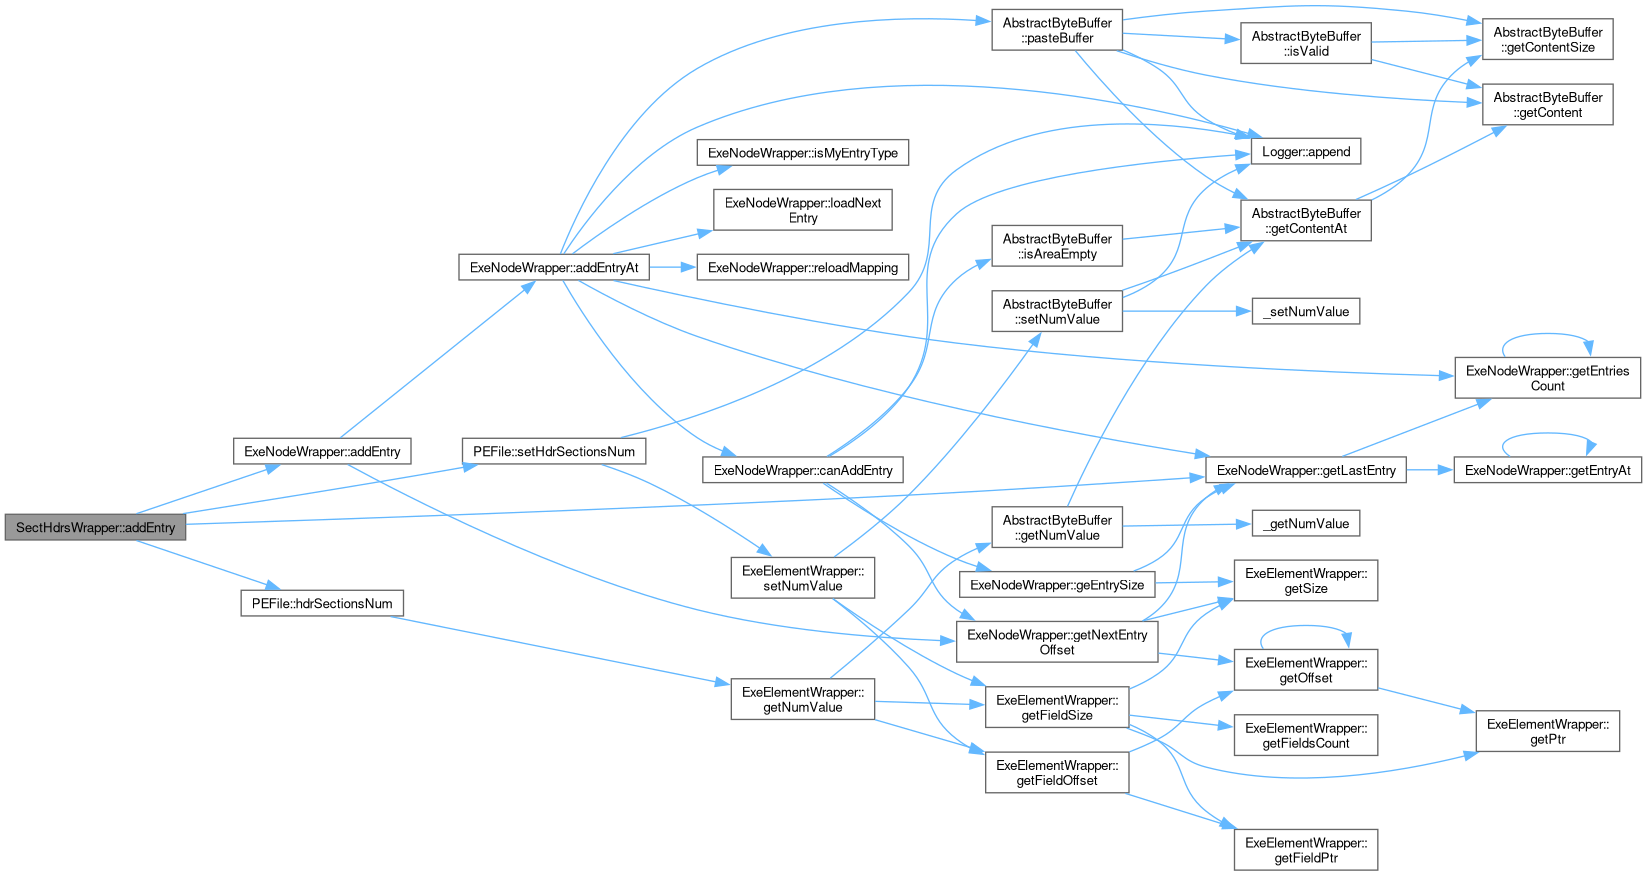 AbstractByteBuffer
::pasteBuffer
AbstractByteBuffer
::isValid
AbstractByteBuffer
::getContentSize
AbstractByteBuffer
::getContent
ExeNodeWrapper::isMyEntryType
Logger::append
ExeNodeWrapper::loadNext
Entry
AbstractByteBuffer
::getContentAt
AbstractByteBuffer
::isAreaEmpty
ExeNodeWrapper::addEntryAt
ExeNodeWrapper::reloadMapping
AbstractByteBuffer
::setNumValue
_setNumValue
ExeNodeWrapper::getEntries
Count
ExeNodeWrapper::addEntry
PEFile::setHdrSectionsNum
ExeNodeWrapper::canAddEntry
ExeNodeWrapper::getLastEntry
ExeNodeWrapper::getEntryAt
SectHdrsWrapper::addEntry
AbstractByteBuffer
::getNumValue
_getNumValue
ExeElementWrapper::
setNumValue
ExeNodeWrapper::geEntrySize
ExeElementWrapper::
getSize
PEFile::hdrSectionsNum
ExeNodeWrapper::getNextEntry
Offset
ExeElementWrapper::
getOffset
ExeElementWrapper::
getNumValue
ExeElementWrapper::
getFieldSize
ExeElementWrapper::
getFieldsCount
ExeElementWrapper::
getPtr
ExeElementWrapper::
getFieldOffset
ExeElementWrapper::
getFieldPtr